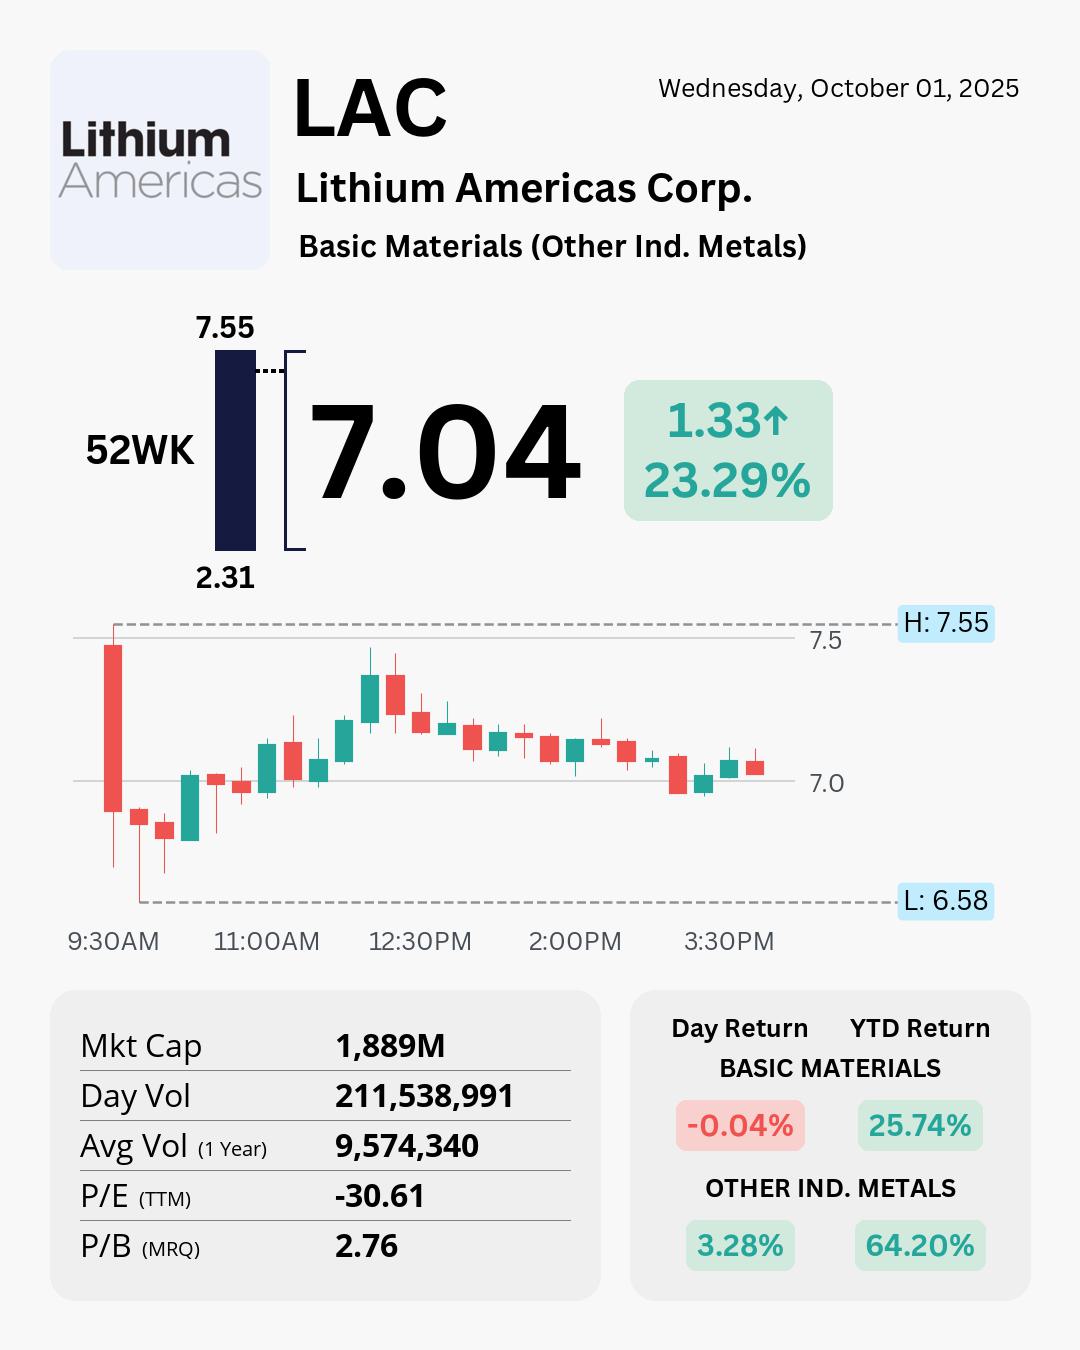 Lithium
Americas
LAC
Wednesday, October 01, 2025
Lithium Americas Corp.
Basic Materials (Other Ind. Metals)
7.55
52WK
2.31
7.04
1.33↑
23.29%
H: 7.55
7.5
7.0
L: 6.58
9:30AM 11:00AM 12:30PM 2:00PM 3:30PM
Mkt Cap 1,889M
Day Vol 211,538,991
Avg Vol (1 Year) 9,574,340
P/E (TTM) -30.61
P/B (MRQ) 2.76
Day Return YTD Return
BASIC MATERIALS
-0.04% 25.74%
OTHER IND. METALS
3.28% 64.20%